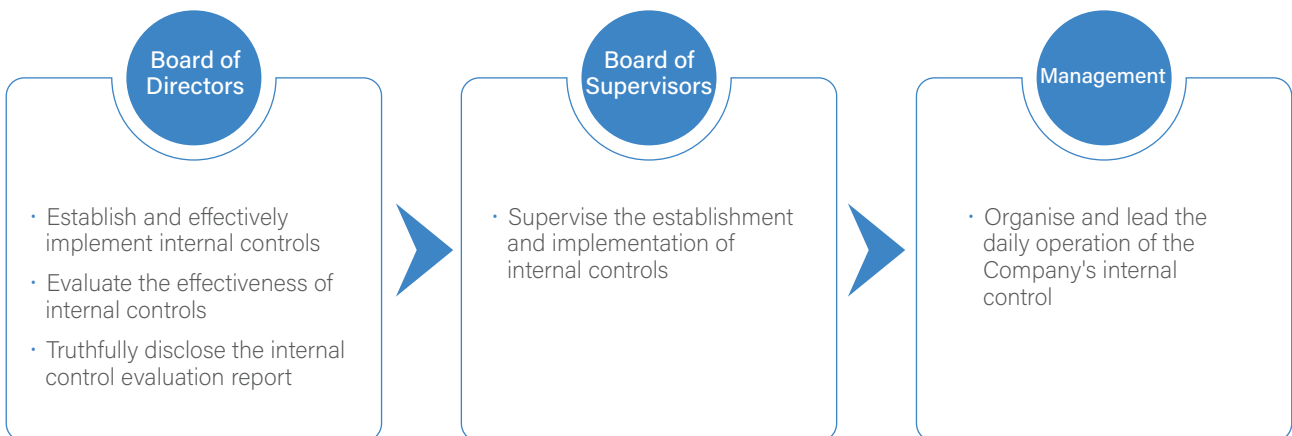 Board of
Directors
· Establish and effectively
implement internal controls
· Evaluate the effectiveness of
internal controls
· Truthfully disclose the internal
control evaluation report
Board of
Supervisors
· Supervise the establishment
and implementation of
internal controls
Management
· Organise and lead the
daily operation of the
Company's internal
control